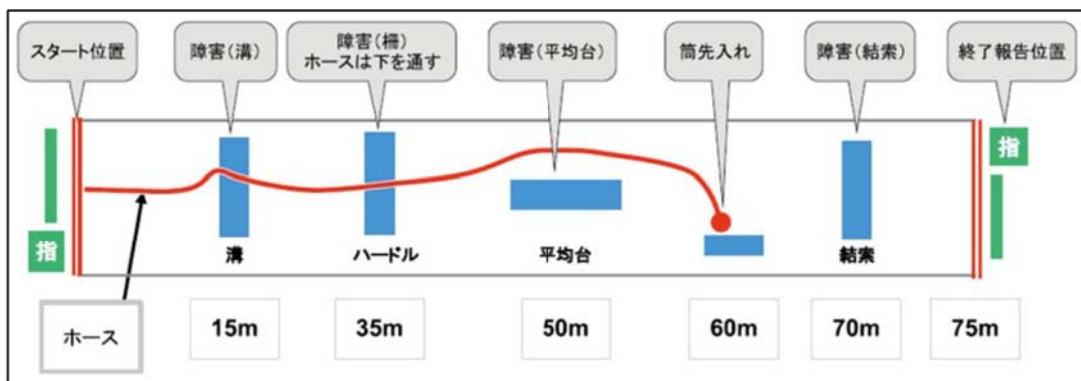 スタート位置
障害(溝)
障害(柵)
ホースは下を通す
障害(平均台)
筒先入れ
障害(結索)
終了報告位置
指
指
溝
ハードル
平均台
結索
ホース
15m
35m
50m
60m
70m
75m